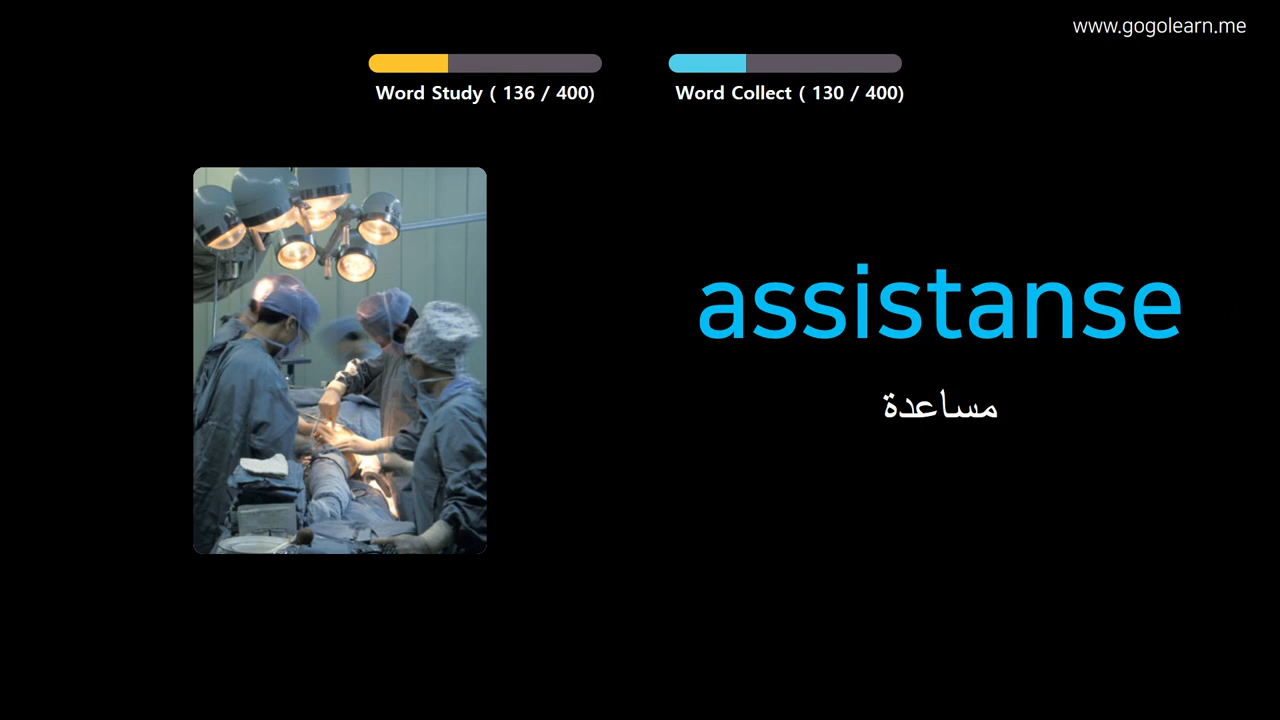 www.gogolearn.me
Word Study ( 136 / 400)
Word Collect ( 130 / 400)
assistanse
مساعدة